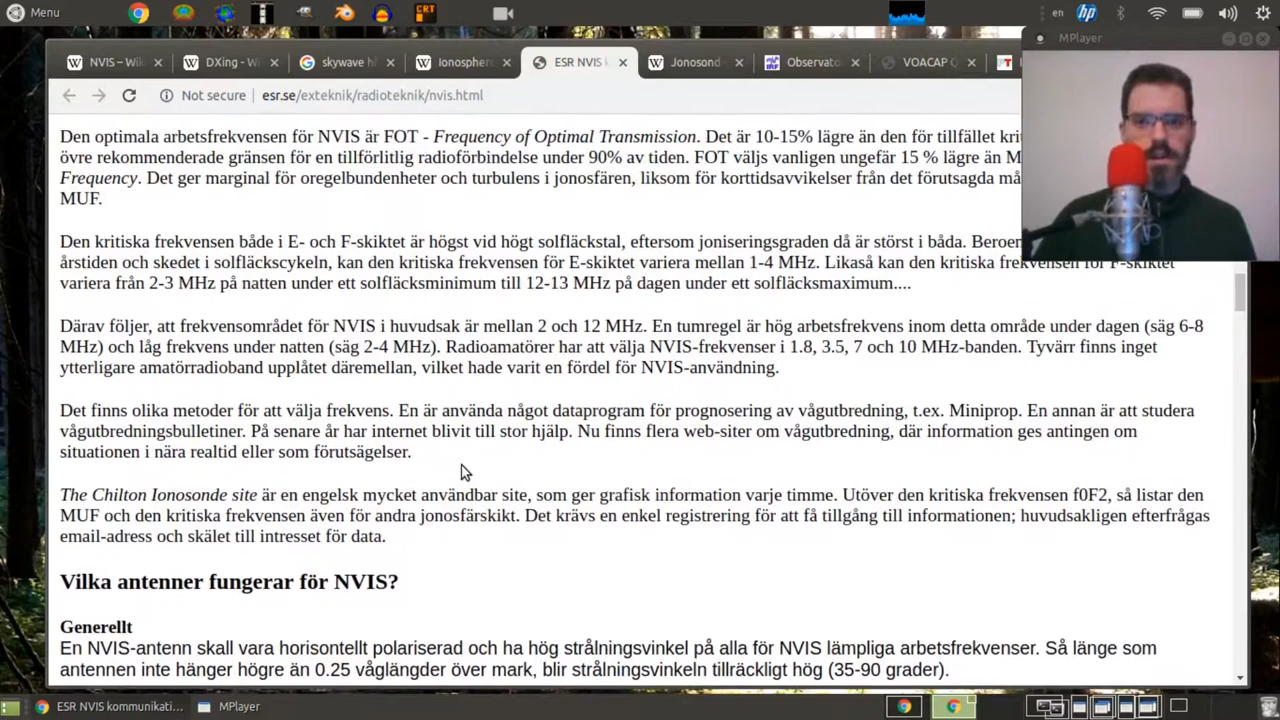 Menu
CRT
en
hp
MPlayer
NVIS – Wik
DXing - W
skywave h
Ionosphere
ESR NVIS k
Jonosond
Observato
VOACAP Q
Not secure
esr.se/exteknik/radioteknik/nvis.html
Den optimala arbetsfrekvensen för NVIS är FOT - Frequency of Optimal Transmission. Det är 10-15% lägre än den för tillfället kri
övre rekommenderade gränsen för en tillförlitlig radioförbindelse under 90% av tiden. FOT väljs vanligen ungefär 15 % lägre än M
Frequency. Det ger marginal för oregelbundenheter och turbulens i jonosfären, liksom för korttidsavvikelser från det förutsagda må
MUF.
Den kritiska frekvensen både i E- och F-skiktet är högst vid högt solfläckstal, eftersom joniseringsgraden då är störst i båda. Beroen
årstiden och skedet i solfläckscykeln, kan den kritiska frekvensen för E-skiktet variera mellan 1-4 MHz. Likaså kan den kritiska frekvensen för F-skiktet
variera från 2-3 MHz på natten under ett solfläcksminimum till 12-13 MHz på dagen under ett solfläcksmaximum....
Därav följer, att frekvensområdet för NVIS i huvudsak är mellan 2 och 12 MHz. En tumregel är hög arbetsfrekvens inom detta område under dagen (säg 6-8
MHz) och låg frekvens under natten (säg 2-4 MHz). Radioamatörer har att välja NVIS-frekvenser i 1.8, 3.5, 7 och 10 MHz-banden. Tyvärr finns inget
ytterligare amatörradioband upplåtet däremellan, vilket hade varit en fördel för NVIS-användning.
Det finns olika metoder för att välja frekvens. En är använda något dataprogram för prognosering av vågutbredning, t.ex. Miniprop. En annan är att studera
vågutbredningsbulletiner. På senare år har internet blivit till stor hjälp. Nu finns flera web-siter om vågutbredning, där information ges antingen om
situationen i nära realtid eller som förutsägelser.
The Chilton Ionosonde site är en engelsk mycket användbar site, som ger grafisk information varje timme. Utöver den kritiska frekvensen f0F2, så listar den
MUF och den kritiska frekvensen även för andra jonosfärskikt. Det krävs en enkel registrering för att få tillgång till informationen; huvudsakligen efterfrågas
email-adress och skälet till intresset för data.
Vilka antenner fungerar för NVIS?
Generellt
En NVIS-antenn skall vara horisontellt polariserad och ha hög strålningsvinkel på alla för NVIS lämpliga arbetsfrekvenser. Så länge som
antennen inte hänger högre än 0.25 våglängder över mark, blir strålningsvinkeln tillräckligt hög (35-90 grader).
ESR NVIS kommunikati...
MPlayer